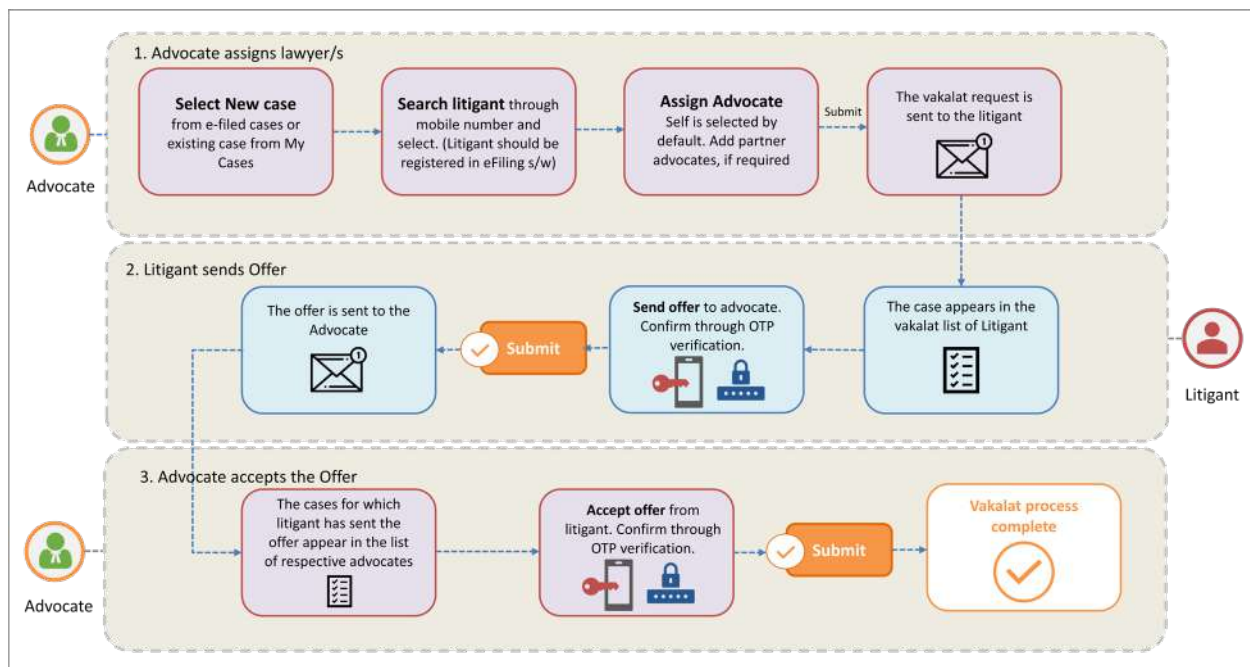 1. Advocate assigns lawyer/s
Advocate
Select New case
from e-filed cases or
existing case from My
Cases
Search litigant through
mobile number and
select. (Litigant should be
registered in eFiling s/w)
Assign Advocate
Self is selected by
default. Add partner
advocates, if required
Submit
The vakalat request is
sent to the litigant
1
2. Litigant sends Offer
Litigant
The case appears in the
vakalat list of Litigant
Send offer to advocate.
Confirm through OTP
verification.
Submit
The offer is sent to the
Advocate
1
3. Advocate accepts the Offer
Advocate
The cases for which
litigant has sent the
offer appear in the list
of respective advocates
Accept offer from
litigant. Confirm through
OTP verification.
Submit
Vakalat process
complete